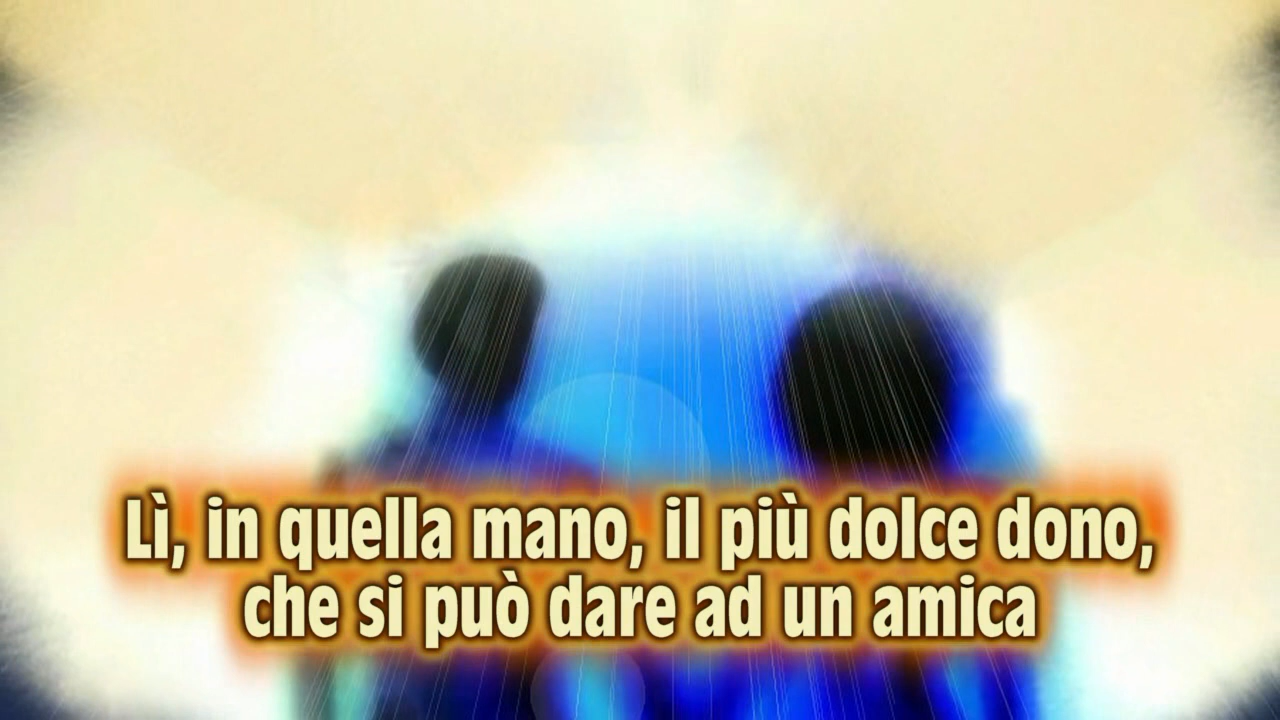 Lì, in quella mano, il più dolce dono,
che si può dare ad un amica